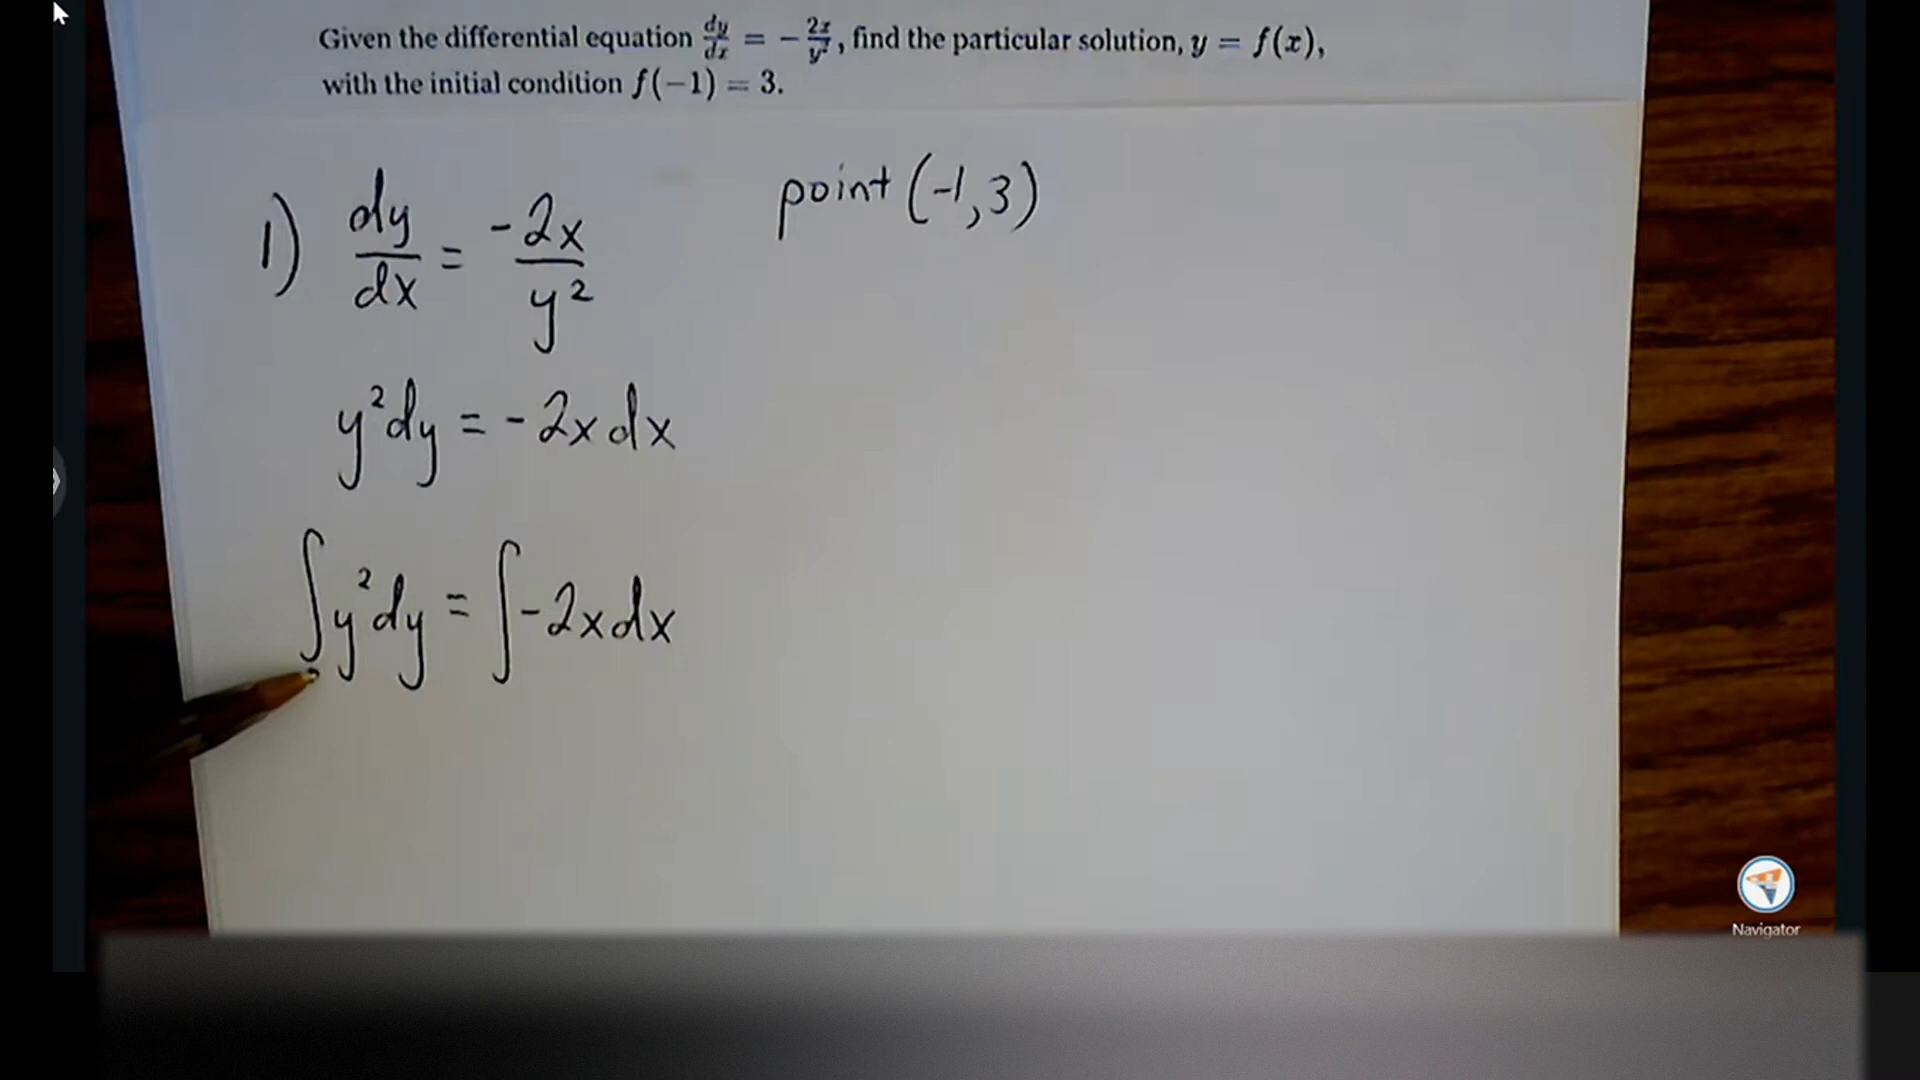 Given the differential equation dy/dx = − 2x/y², find the particular solution, y = f(x),
with the initial condition f(−1) = 3.
1) dy/dx = -2x/y²
point (-1,3)
y²dy = -2x dx
∫y²dy = ∫-2x dx
Navigator